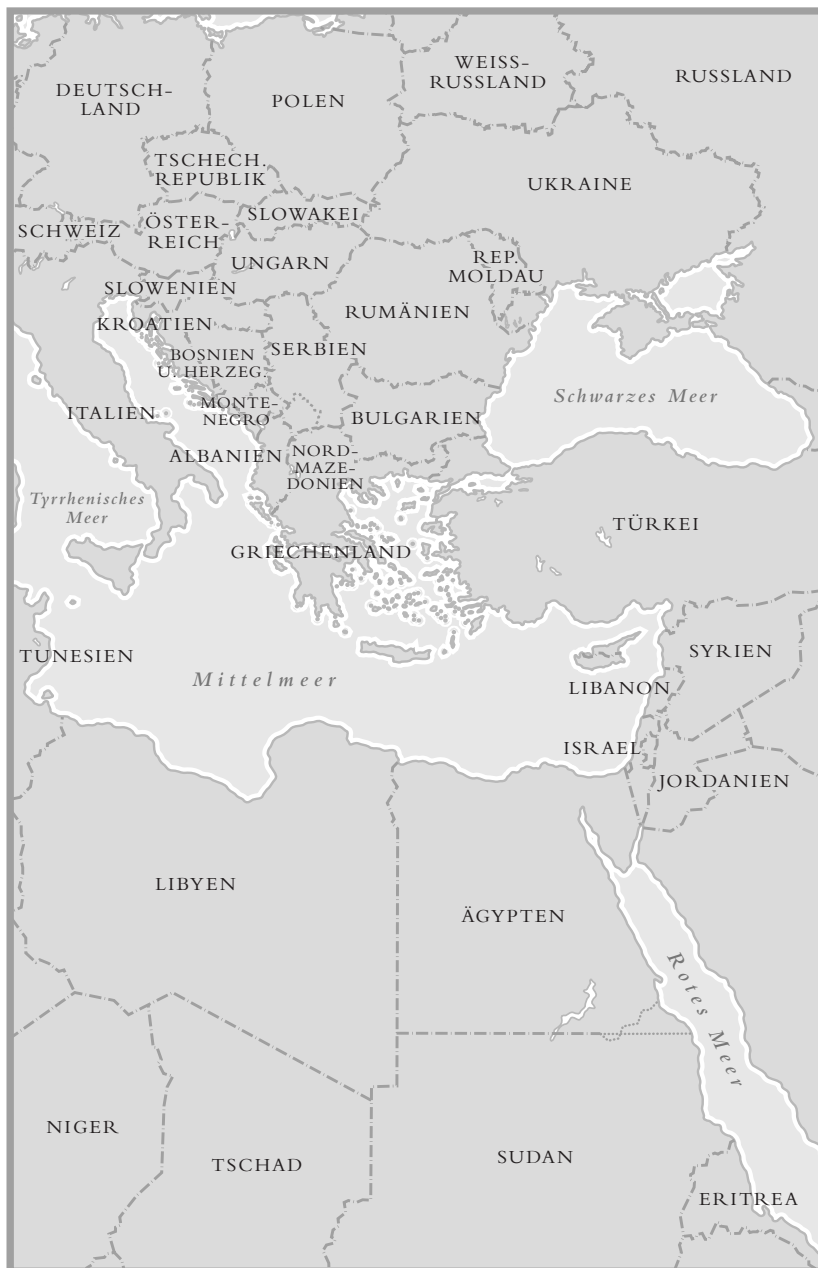 DEUTSCH-
LAND
POLEN
WEISS-
RUSSLAND
RUSSLAND
TSCHECH.
REPUBLIK
UKRAINE
SCHWEIZ
ÖSTER-
REICH
SLOWAKEI
UNGARN
REP.
MOLDAU
SLOWENIEN
RUMÄNIEN
KROATIEN
BOSNIEN
U. HERZEG.
SERBIEN
Schwarzes Meer
ITALIEN
MONTE-
NEGRO
BULGARIEN
ALBANIEN
NORD-
MAZE-
DONIEN
Tyrrhenisches
Meer
TÜRKEI
GRIECHENLAND
TUNESIEN
Mittelmeer
SYRIEN
LIBANON
ISRAEL
JORDANIEN
LIBYEN
ÄGYPTEN
Rotes Meer
NIGER
TSCHAD
SUDAN
ERITREA